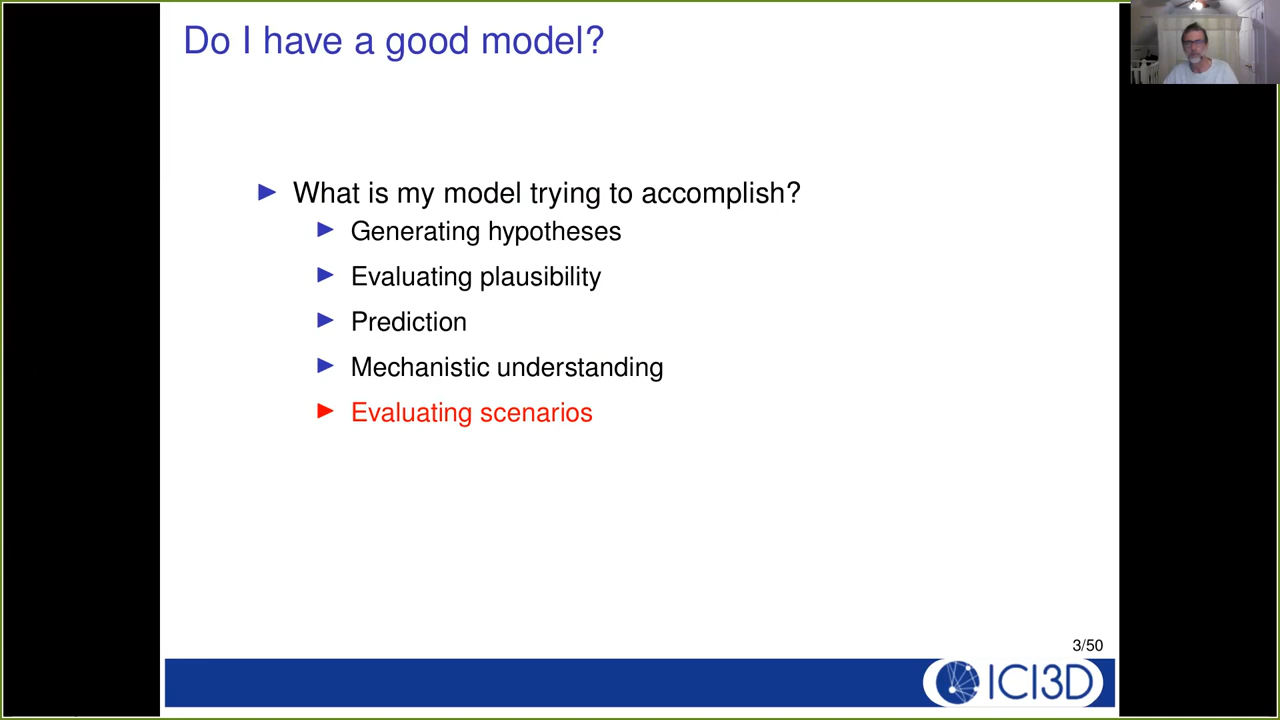 Do I have a good model?
What is my model trying to accomplish?
Generating hypotheses
Evaluating plausibility
Prediction
Mechanistic understanding
Evaluating scenarios
3/50
ICI3D